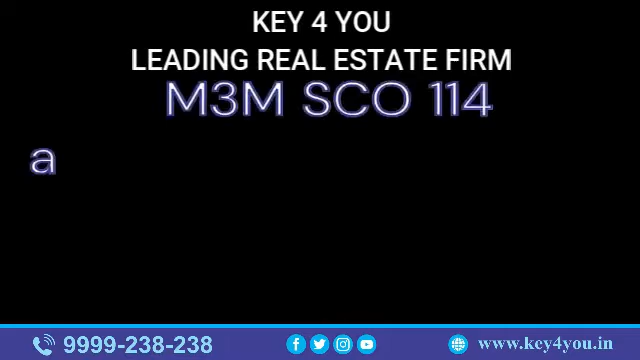 KEY 4 YOU
LEADING REAL ESTATE FIRM
M3M SCO 114
a
9999-238-238 www.key4you.in